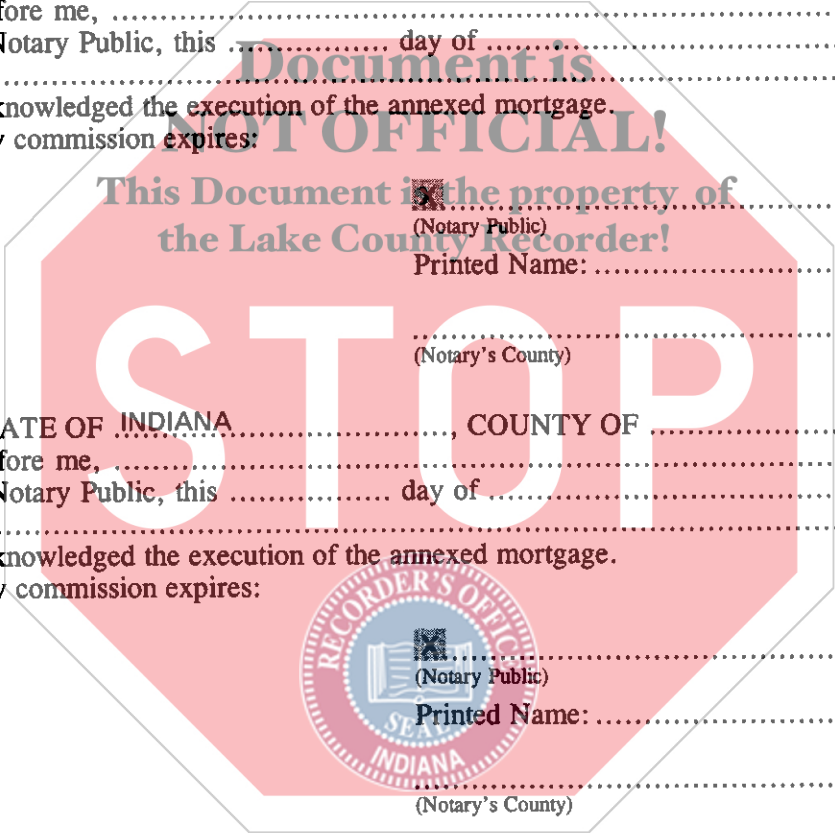 fore me, ........................................
Notary Public, this .................. day of ........................................
........................................
knowledged the execution of the annexed mortgage.
y commission expires:
Document is
NOT OFFICIAL!
This Document is the property of
the Lake County Recorder!
X ........................................
(Notary Public)
Printed Name: ........................................
........................................
(Notary's County)
STOP
ATE OF INDIANA ........................................, COUNTY OF ....................
fore me, ........................................
Notary Public, this .................. day of ........................................
........................................
knowledged the execution of the annexed mortgage.
y commission expires:
RECORDER'S OFFICE
SEAL
INDIANA
X ........................................
(Notary Public)
Printed Name: ........................................
........................................
(Notary's County)